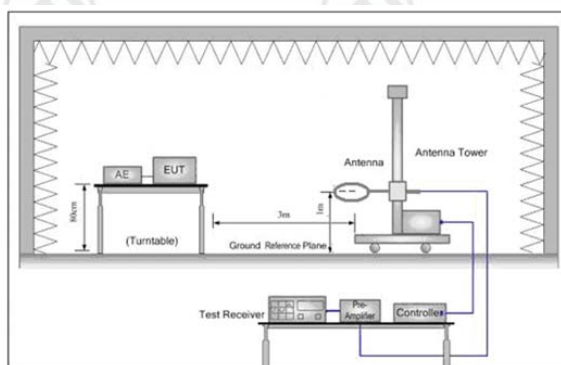 Antenna Tower
Antenna
AE
EUT
80cm
3m
1m
(Turntable)
Ground Reference Plane
Test Receiver
Pre-
Amplifier
Controller